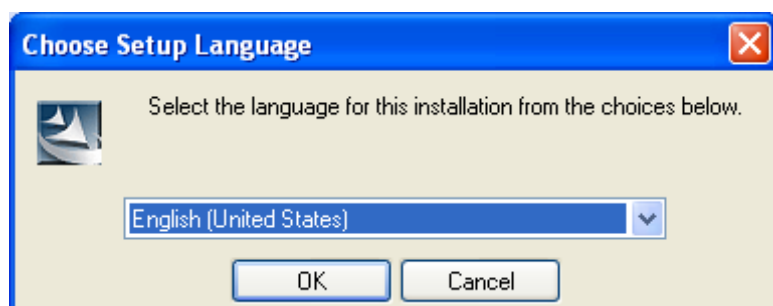 Choose Setup Language
Select the language for this installation from the choices below.
English (United States)
OK
Cancel